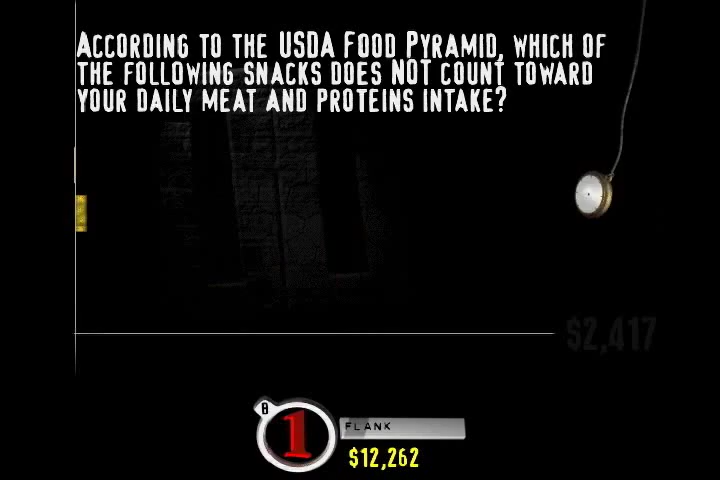 ACCORDING TO THE USDA FOOD PYRAMID, WHICH OF
THE FOLLOWING SNACKS DOES NOT COUNT TOWARD
YOUR DAILY MEAT AND PROTEINS INTAKE?
$2,417
8
1
FLANK
$12,262